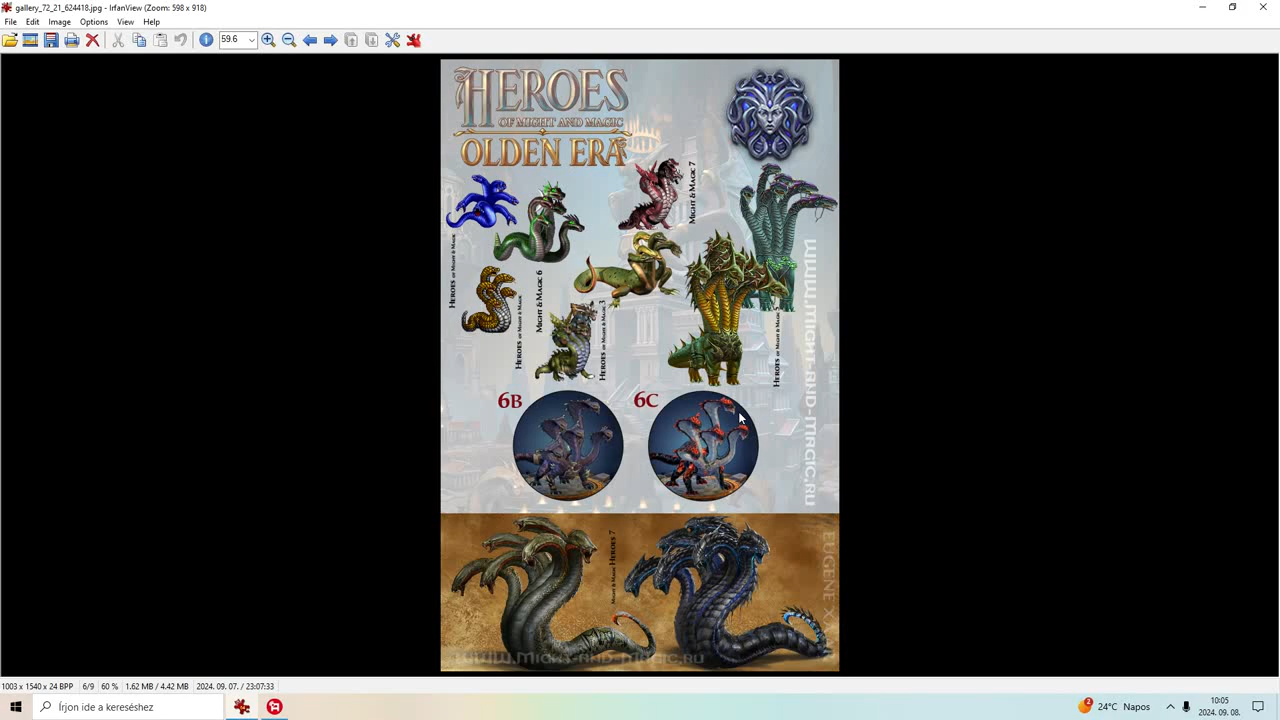 gallery_72_21_624418.jpg - IrfanView (Zoom: 598 x 918)
File Edit Image Options View Help
59.6
HEROES
OF MIGHT AND MAGIC
OLDEN ERA
MIGHT & MAGIC 7
HEROES OF MIGHT & MAGIC
MIGHT & MAGIC 6
HEROES OF MIGHT & MAGIC
HEROES OF MIGHT & MAGIC 3
HEROES OF MIGHT & MAGIC 5
WWW.MIGHT-AND-MAGIC.RU
6B
6C
MIGHT & MAGIC HEROES 7
EUGENE X
WWW.MIGHT-AND-MAGIC.RU
1003 x 1540 x 24 BPP 6/9 60 % 1.62 MB / 4.42 MB 2024. 09. 07. / 23:07:33
Írjon ide a kereséshez
2
24°C Napos
10:05
2024. 09. 08.